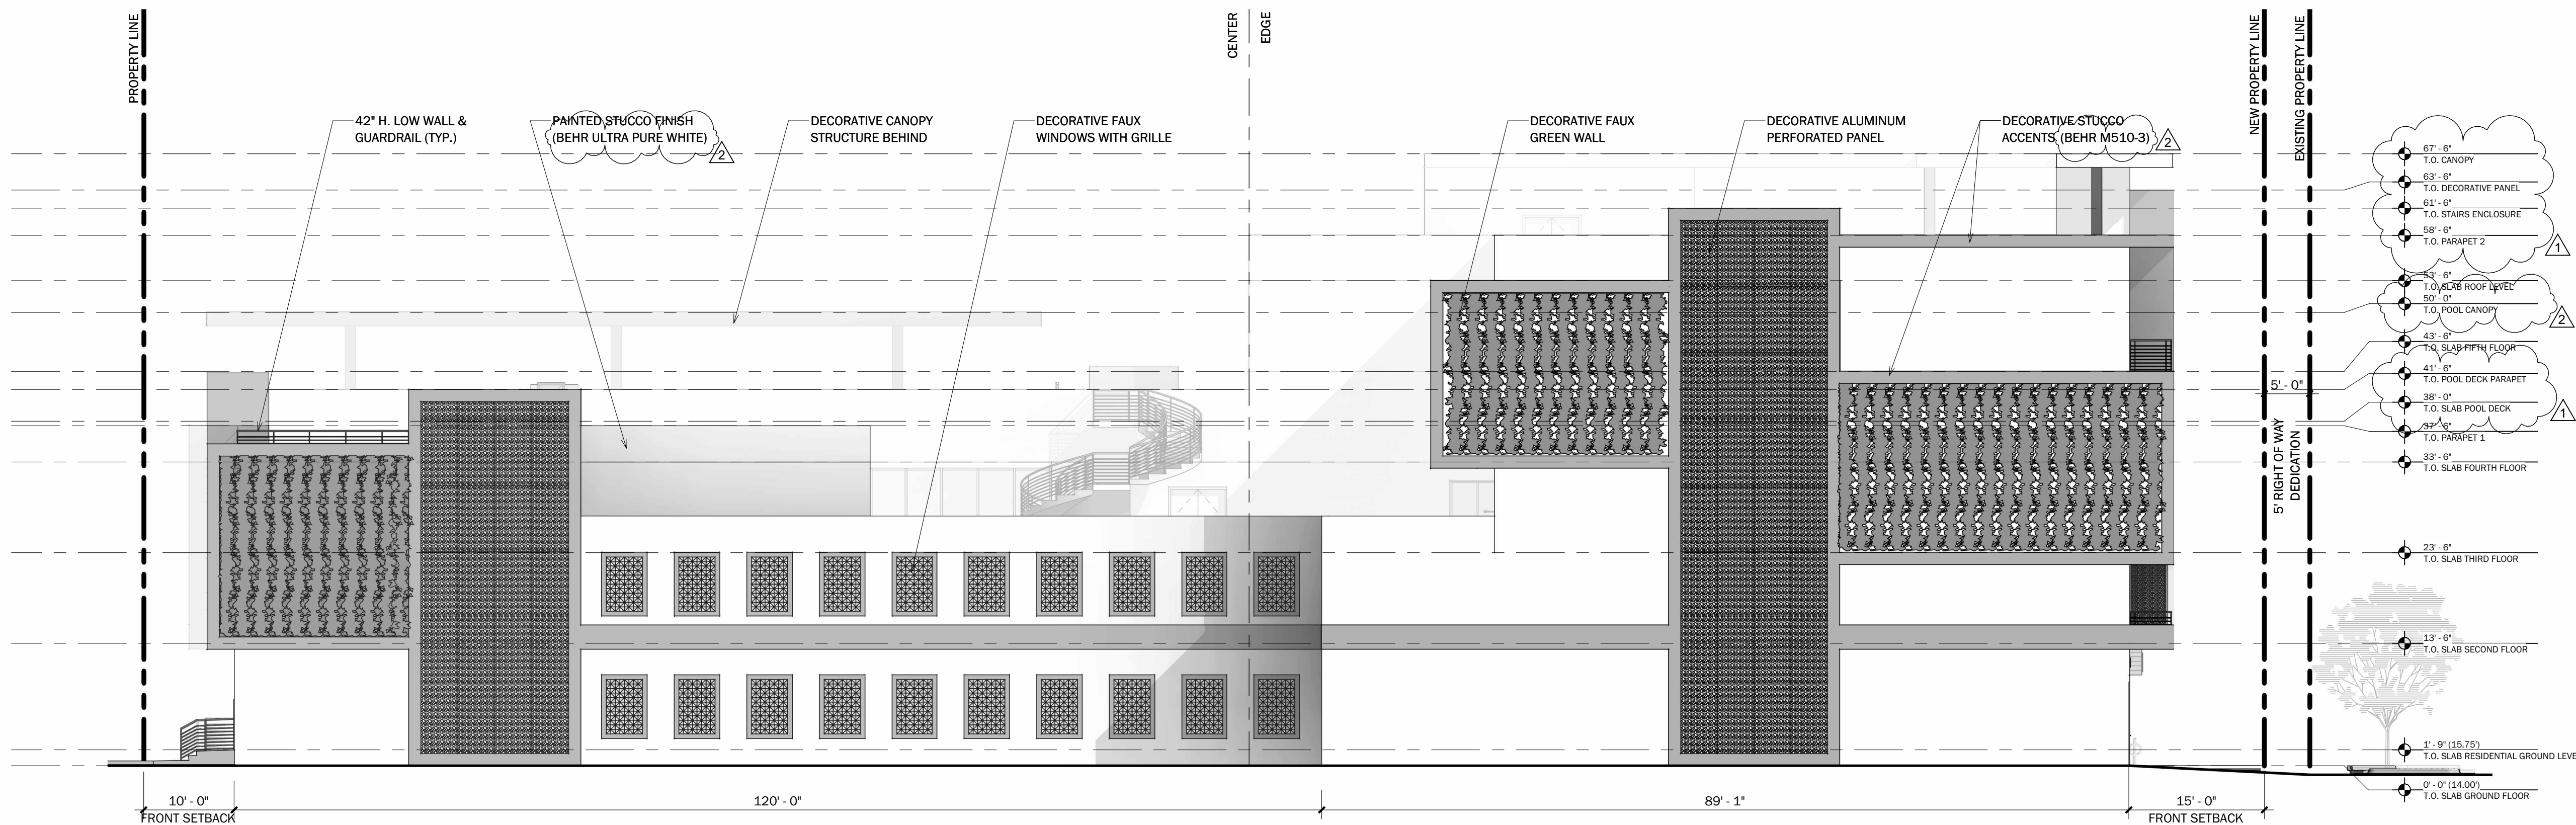 PROPERTY LINE
CENTER
EDGE
NEW PROPERTY LINE
EXISTING PROPERTY LINE
42" H. LOW WALL &
GUARDRAIL (TYP.)
PAINTED STUCCO FINISH
(BEHR ULTRA PURE WHITE)
2
DECORATIVE CANOPY
STRUCTURE BEHIND
DECORATIVE FAUX
WINDOWS WITH GRILLE
DECORATIVE FAUX
GREEN WALL
DECORATIVE ALUMINUM
PERFORATED PANEL
DECORATIVE STUCCO
ACCENTS (BEHR M510-3)
2
67' - 6"
T.O. CANOPY
63' - 6"
T.O. DECORATIVE PANEL
61' - 6"
T.O. STAIRS ENCLOSURE
58' - 6"
T.O. PARAPET 2
1
53' - 6"
T.O. SLAB ROOF LEVEL
50' - 0"
T.O. POOL CANOPY
2
43' - 6"
T.O. SLAB FIFTH FLOOR
41' - 6"
T.O. POOL DECK PARAPET
38' - 0"
T.O. SLAB POOL DECK
1
37' - 6"
T.O. PARAPET 1
33' - 6"
T.O. SLAB FOURTH FLOOR
23' - 6"
T.O. SLAB THIRD FLOOR
13' - 6"
T.O. SLAB SECOND FLOOR
1' - 9" (15.75')
T.O. SLAB RESIDENTIAL GROUND LEVE
0' - 0" (14.00')
T.O. SLAB GROUND FLOOR
5' - 0"
5' RIGHT OF WAY
DEDICATION
10' - 0"
FRONT SETBACK
120' - 0"
89' - 1"
15' - 0"
FRONT SETBACK